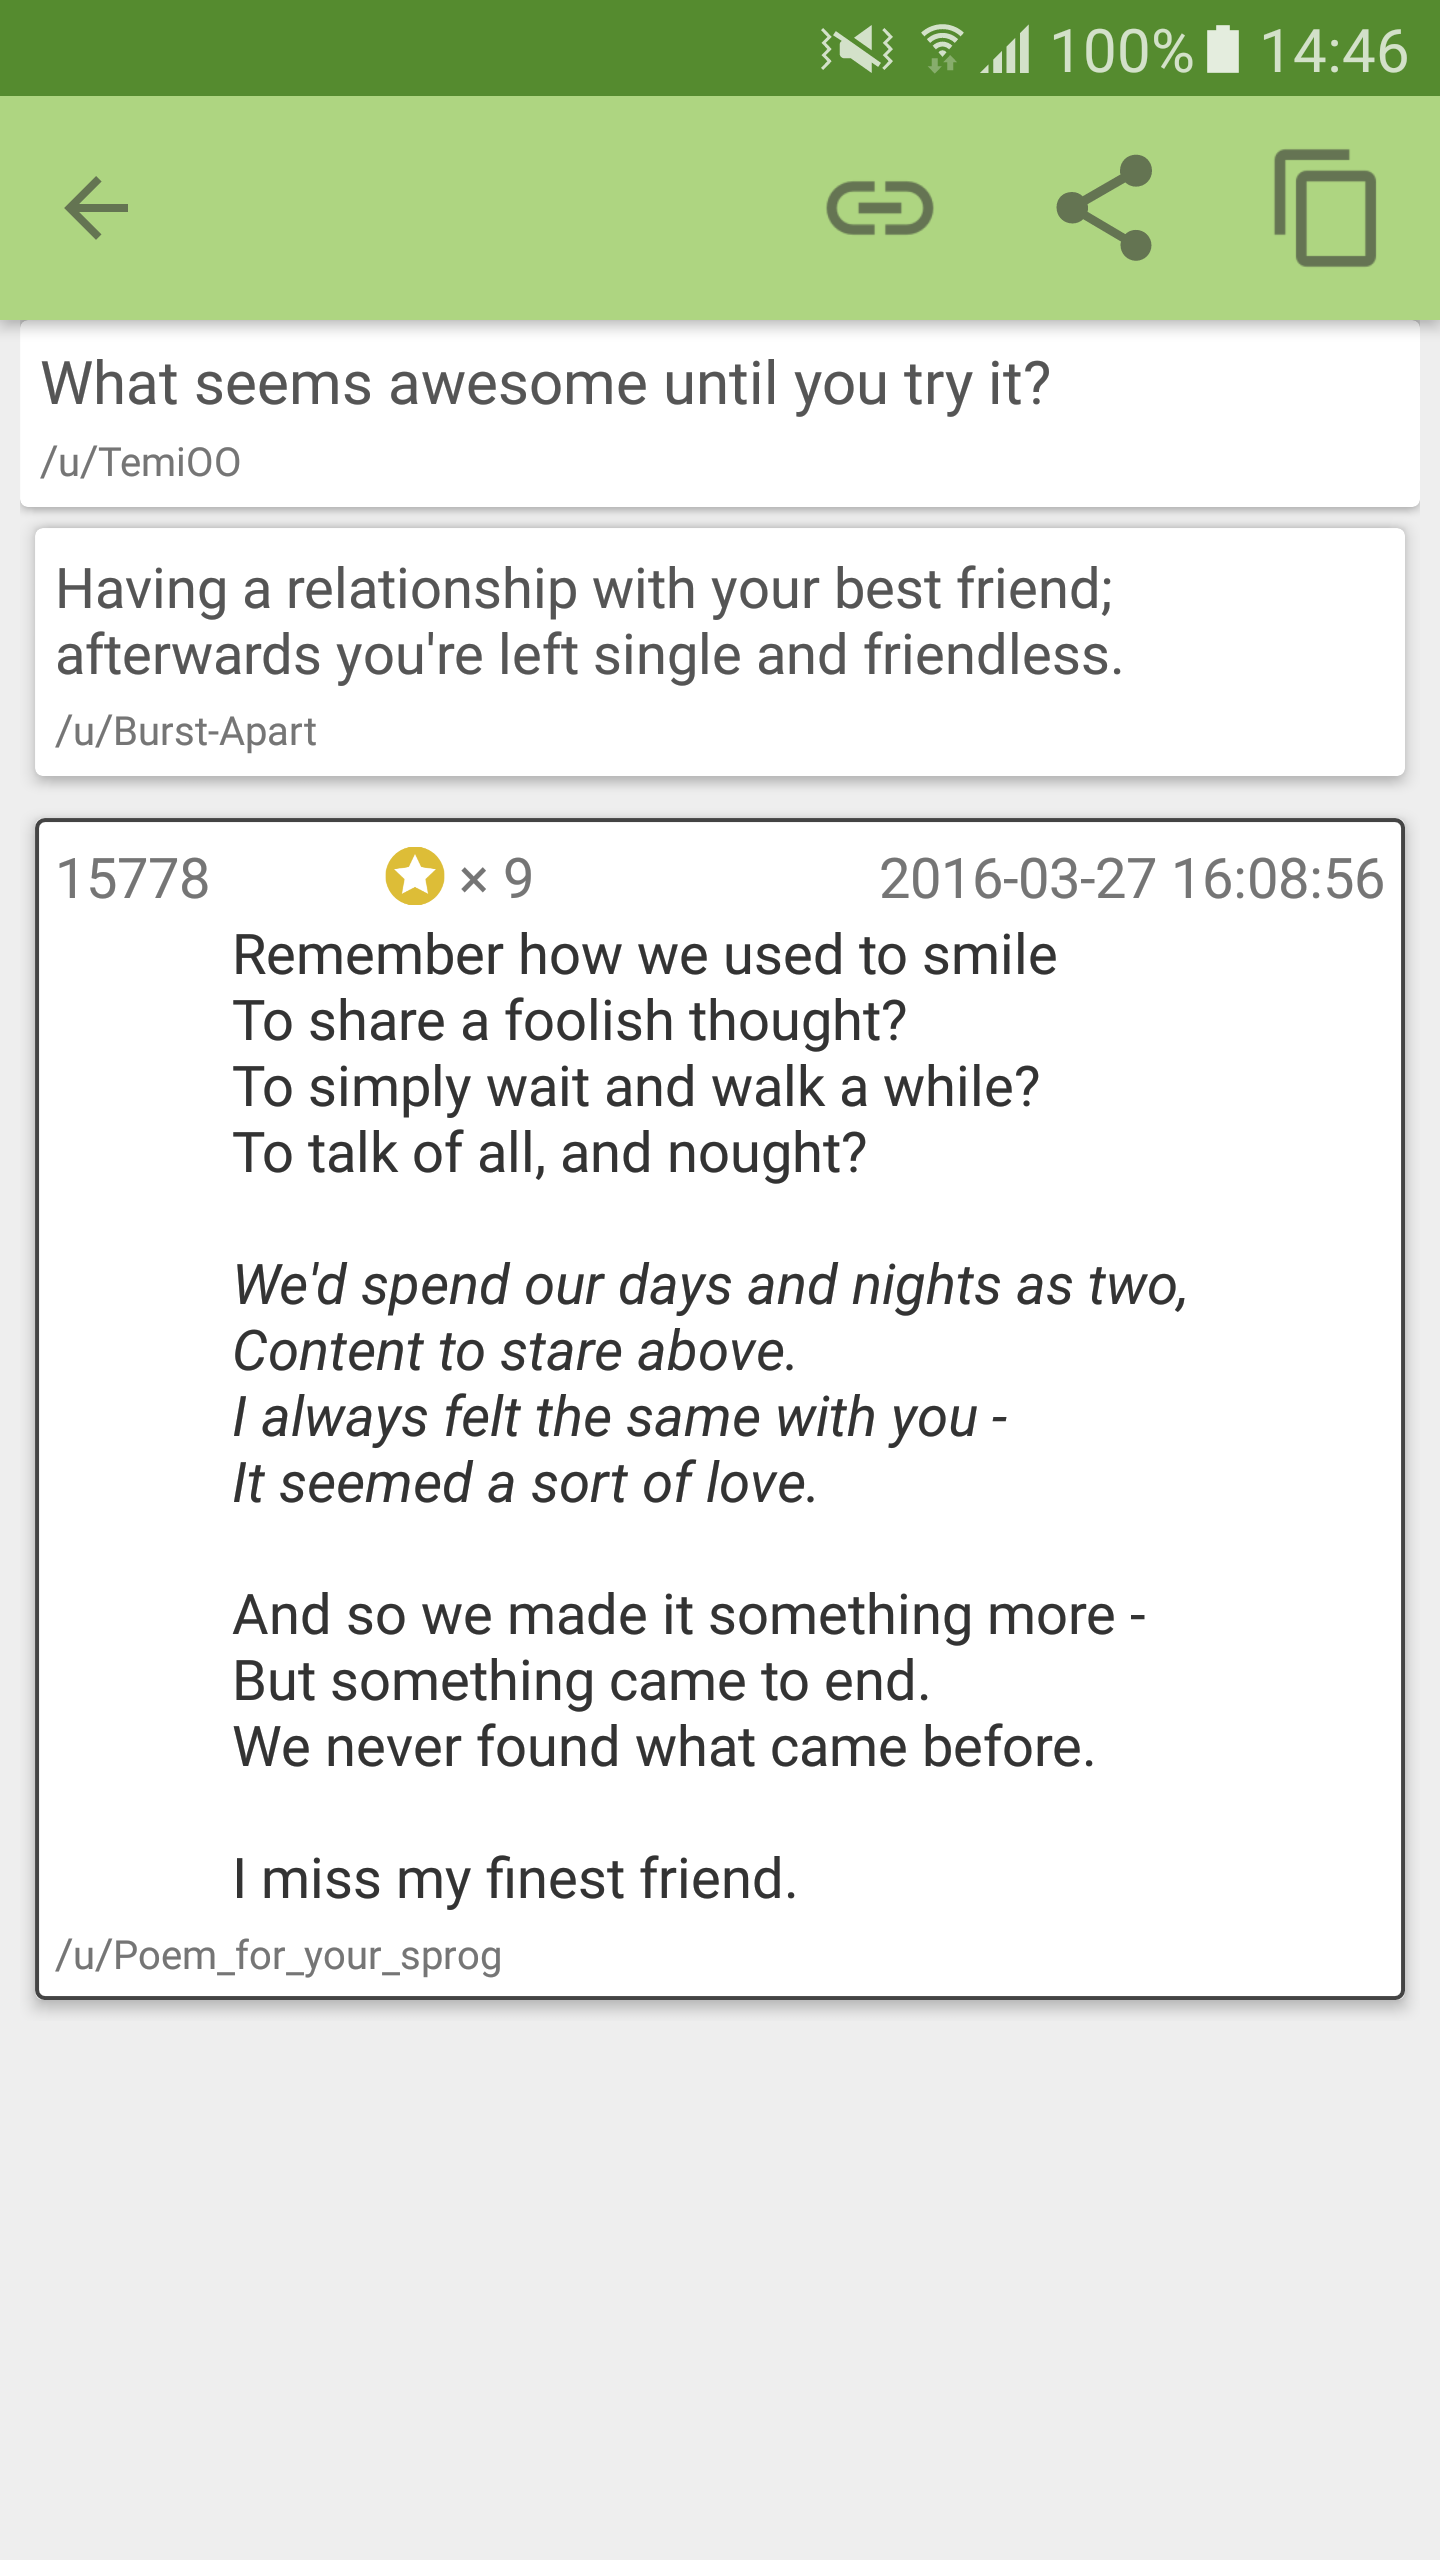 100% 14:46
What seems awesome until you try it?
/u/TemiOO
Having a relationship with your best friend;
afterwards you're left single and friendless.
/u/Burst-Apart
15778 × 9 2016-03-27 16:08:56
Remember how we used to smile
To share a foolish thought?
To simply wait and walk a while?
To talk of all, and nought?
We'd spend our days and nights as two,
Content to stare above.
I always felt the same with you -
It seemed a sort of love.
And so we made it something more -
But something came to end.
We never found what came before.
I miss my finest friend.
/u/Poem_for_your_sprog